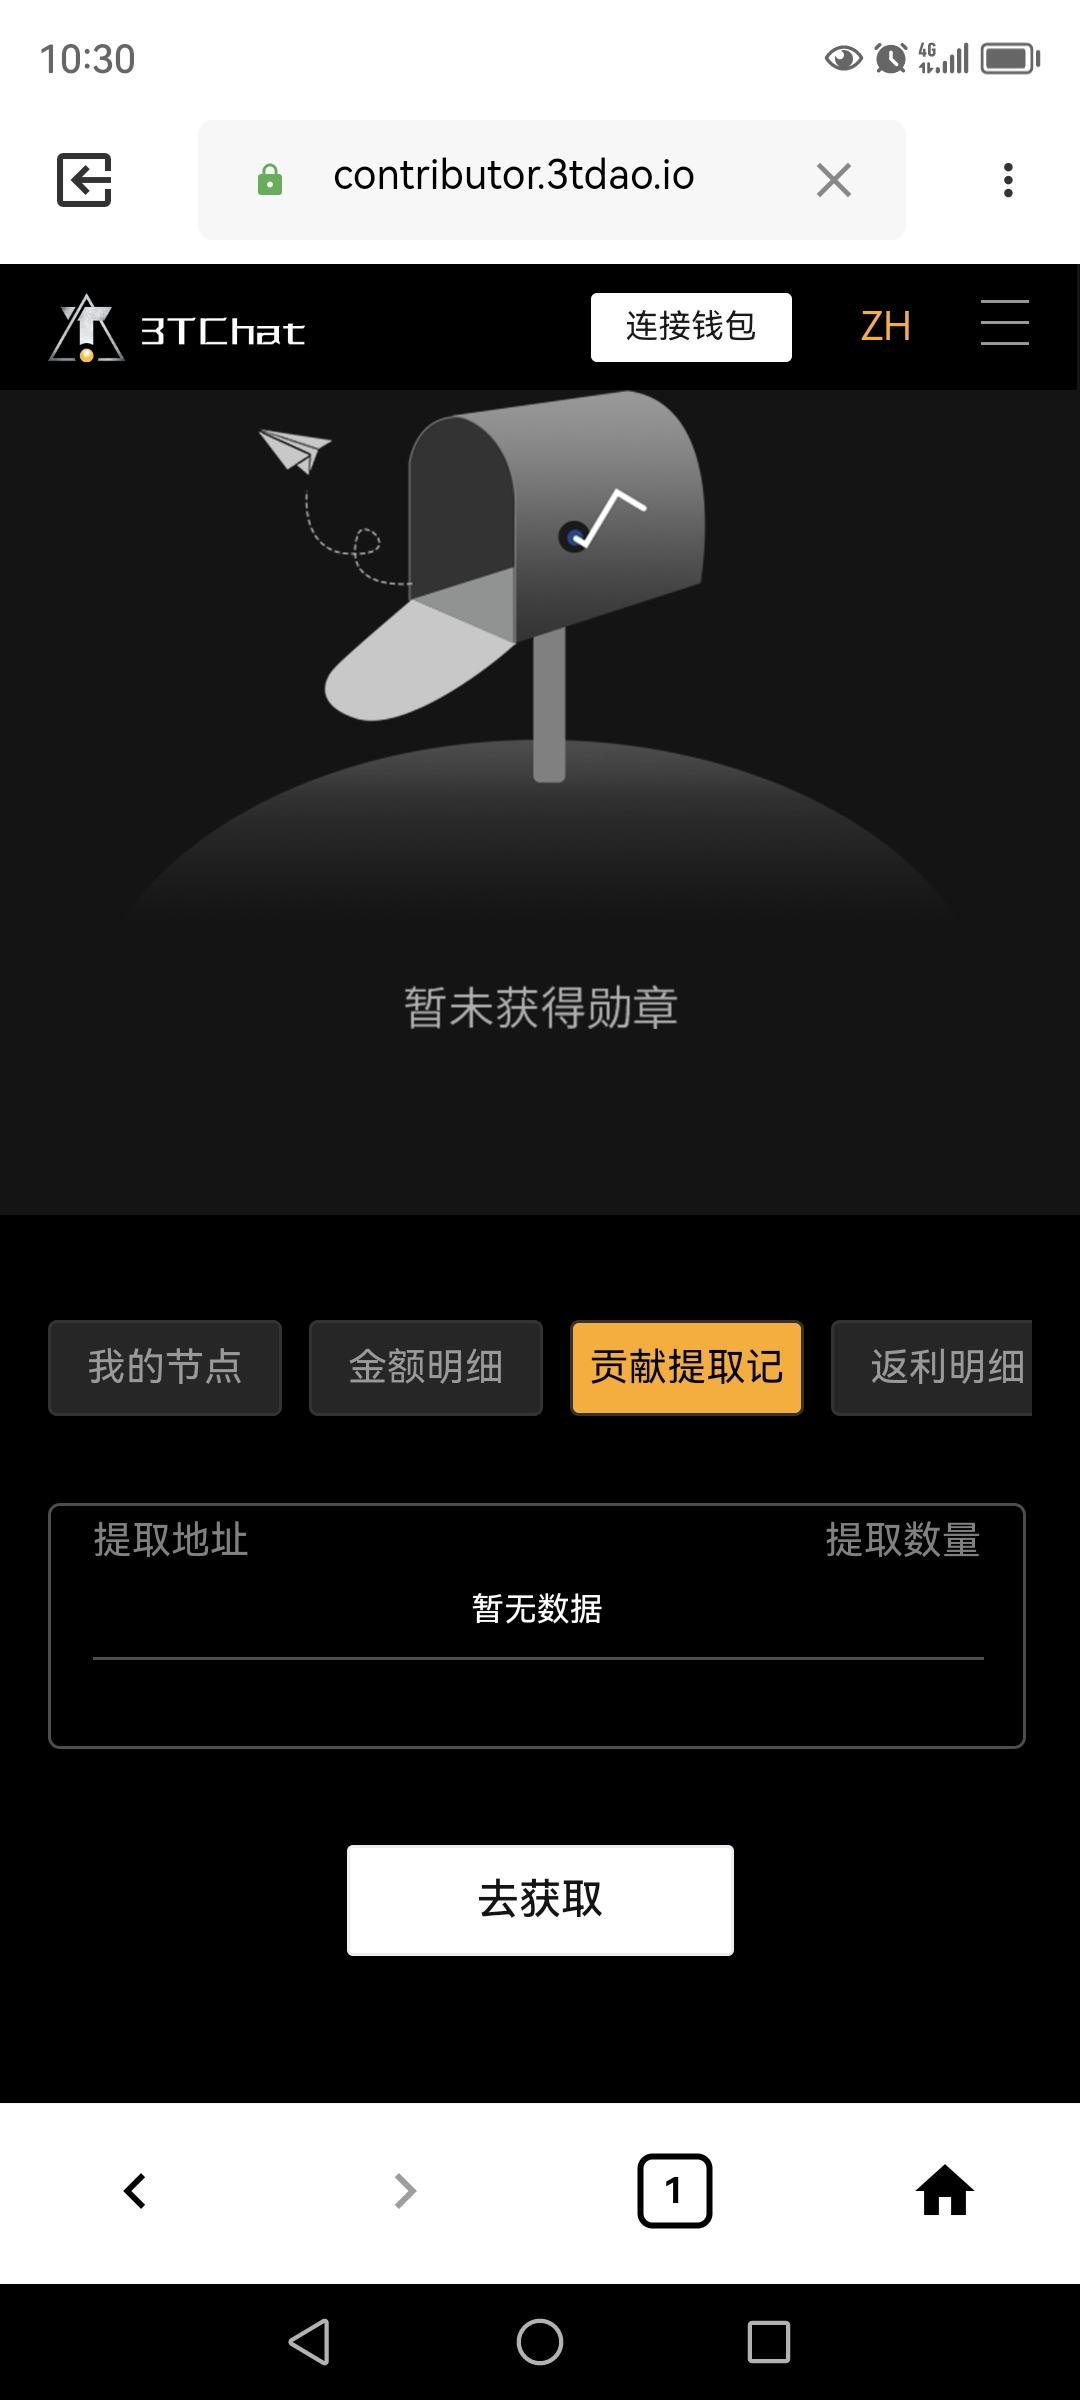 10:30
4G
contributor.3tdao.io
3TChat
连接钱包
ZH
暂未获得勋章
我的节点
金额明细
贡献提取记
返利明细
提取地址
提取数量
暂无数据
去获取
1